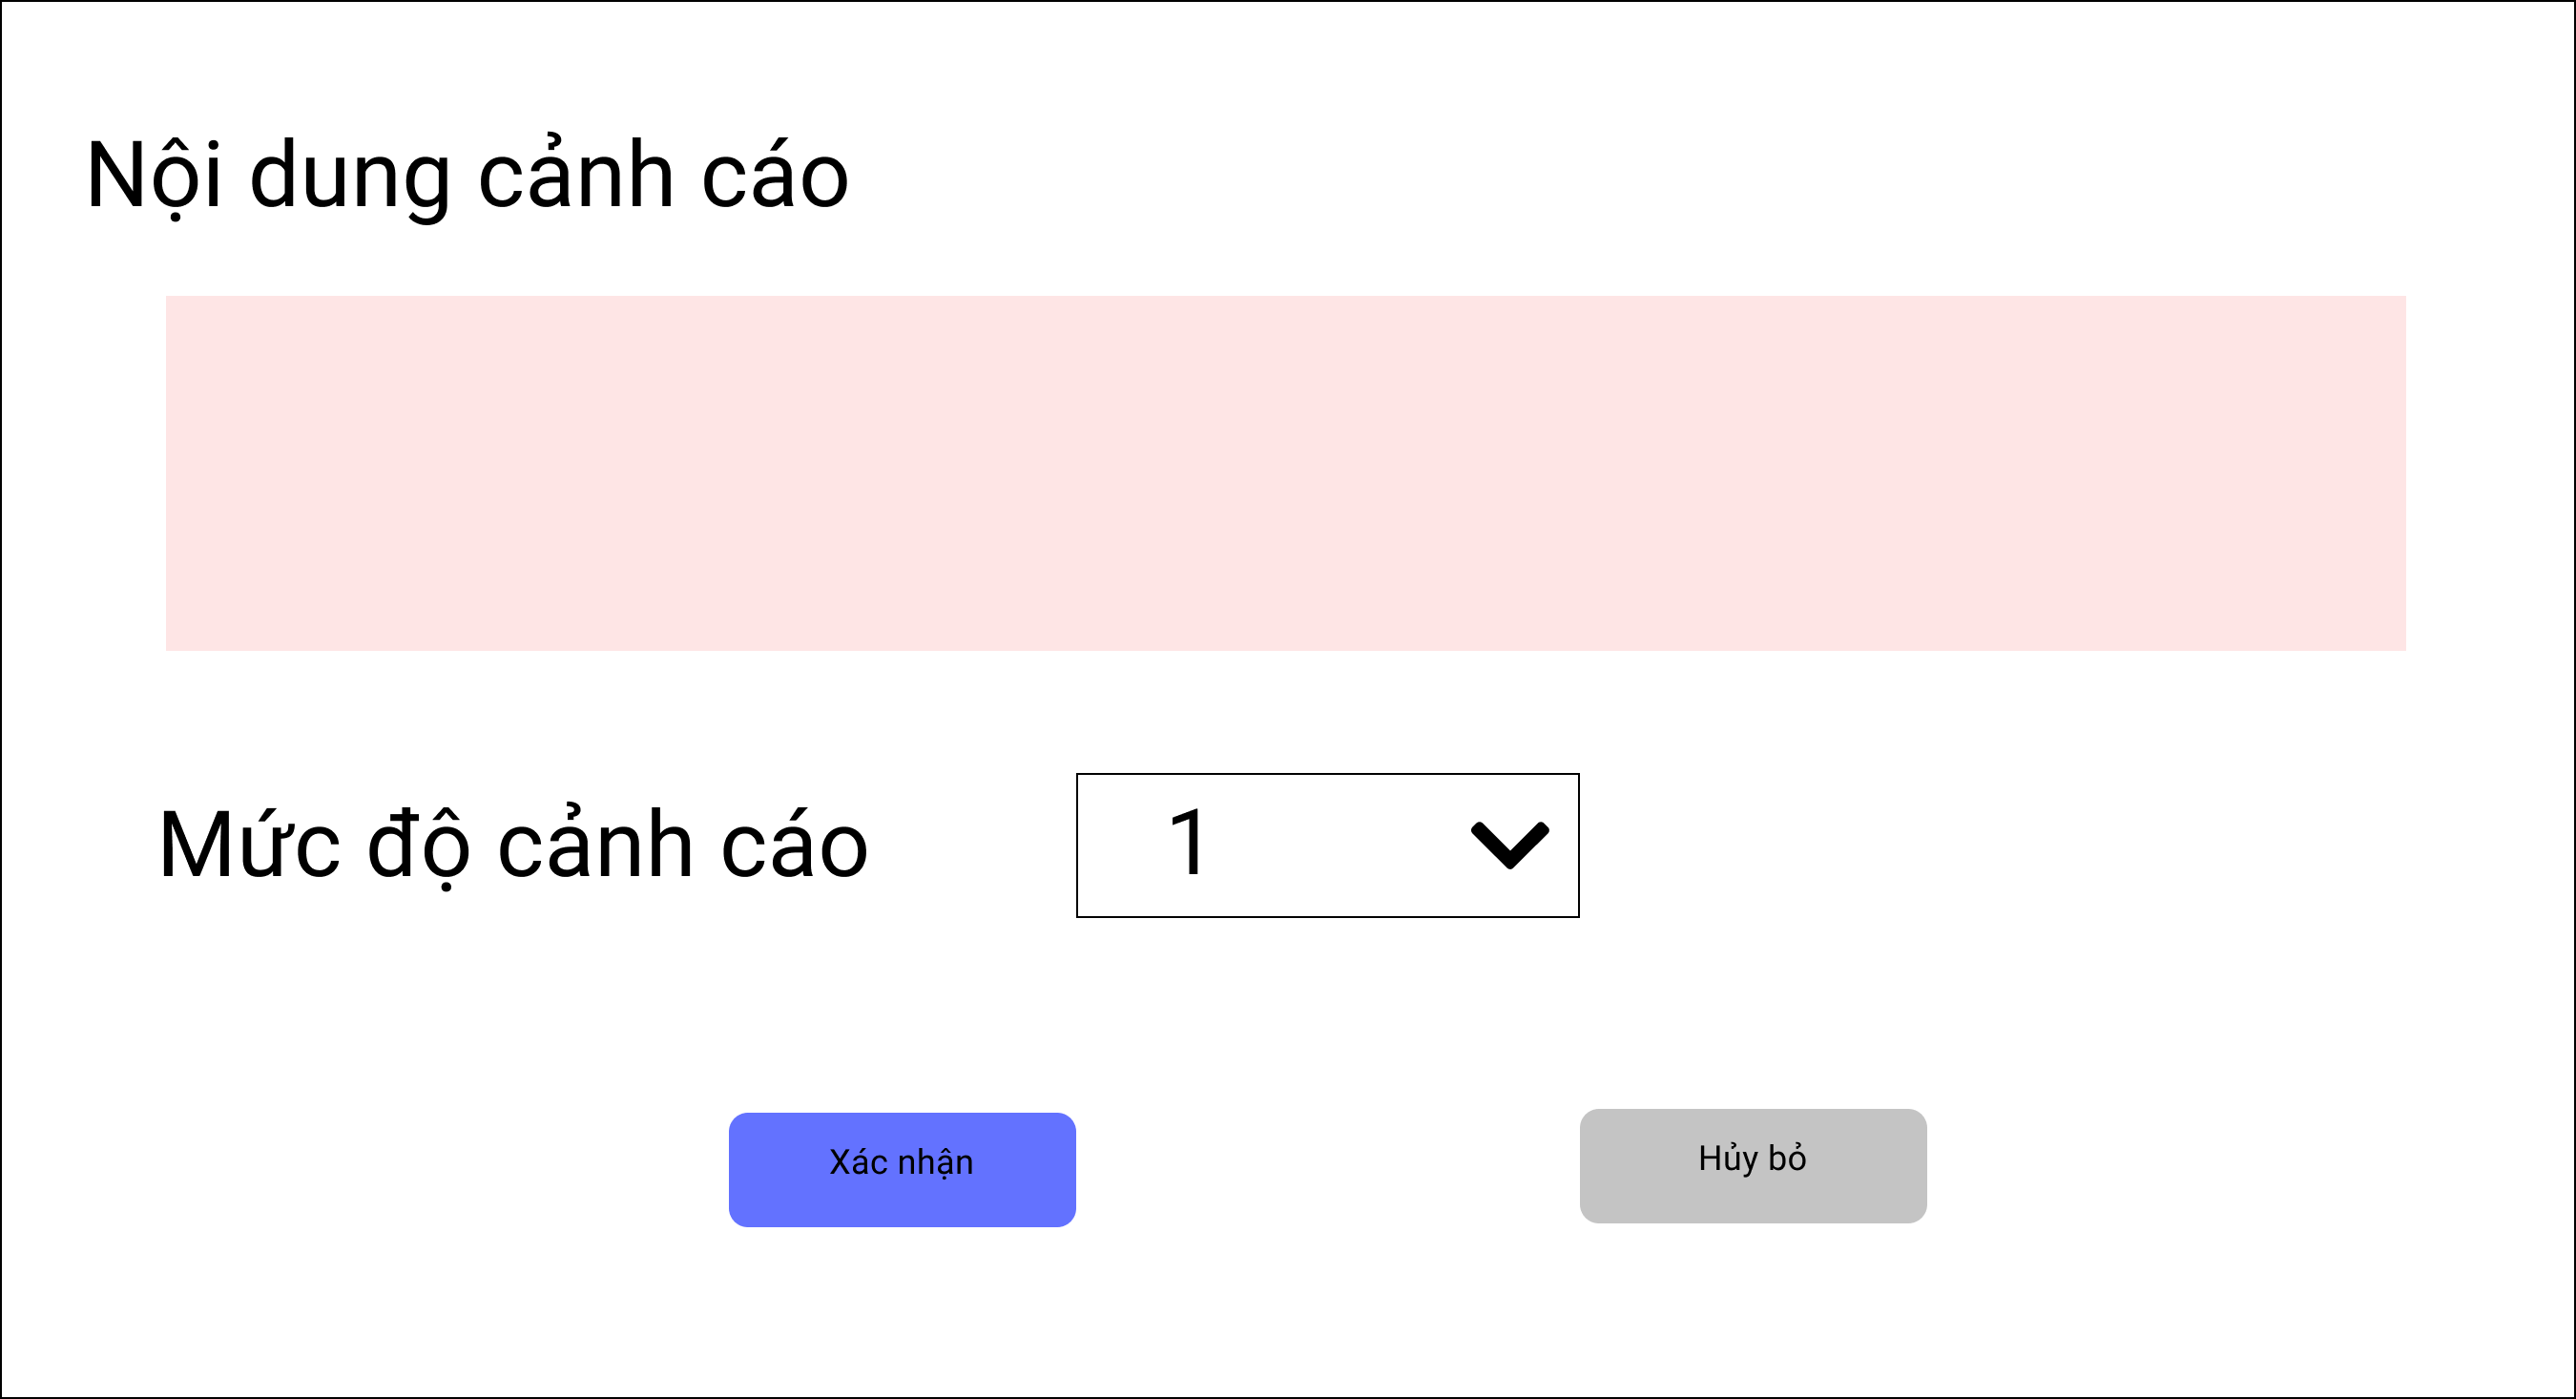 Nội dung cảnh cáo
Mức độ cảnh cáo
1
Xác nhận
Hủy bỏ